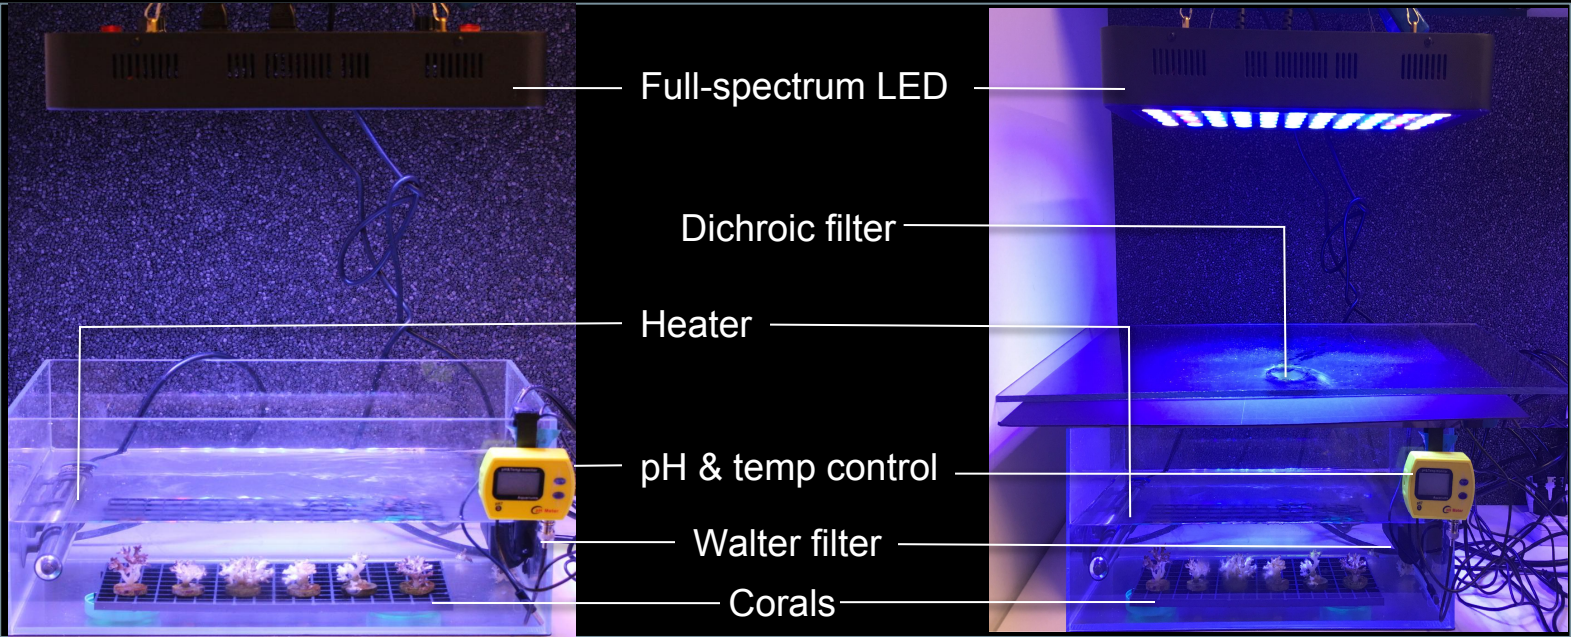 Full-spectrum LED
Dichroic filter
Heater
pH & temp control
Walter filter
Corals